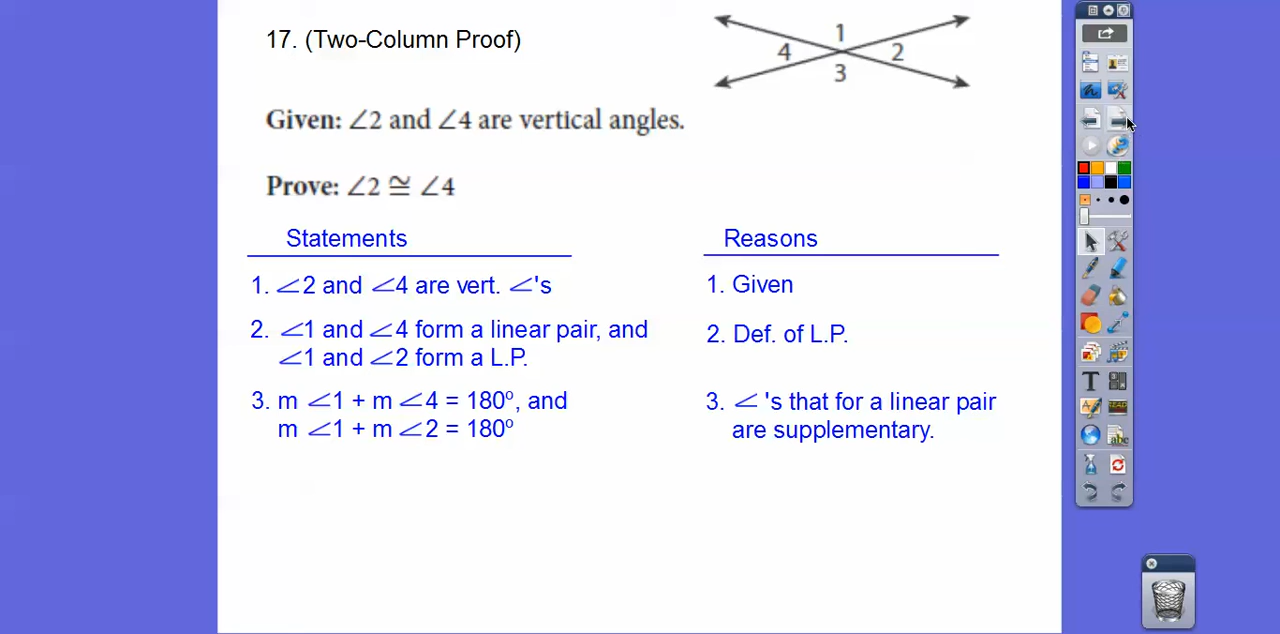 17. (Two-Column Proof)
1
4
2
3
Given: ∠2 and ∠4 are vertical angles.
Prove: ∠2 ≅ ∠4
Statements
Reasons
1. ∠2 and ∠4 are vert. ∠'s
1. Given
2. ∠1 and ∠4 form a linear pair, and
∠1 and ∠2 form a L.P.
2. Def. of L.P.
3. m ∠1 + m ∠4 = 180º, and
m ∠1 + m ∠2 = 180º
3. ∠ 's that for a linear pair
are supplementary.
T
abc